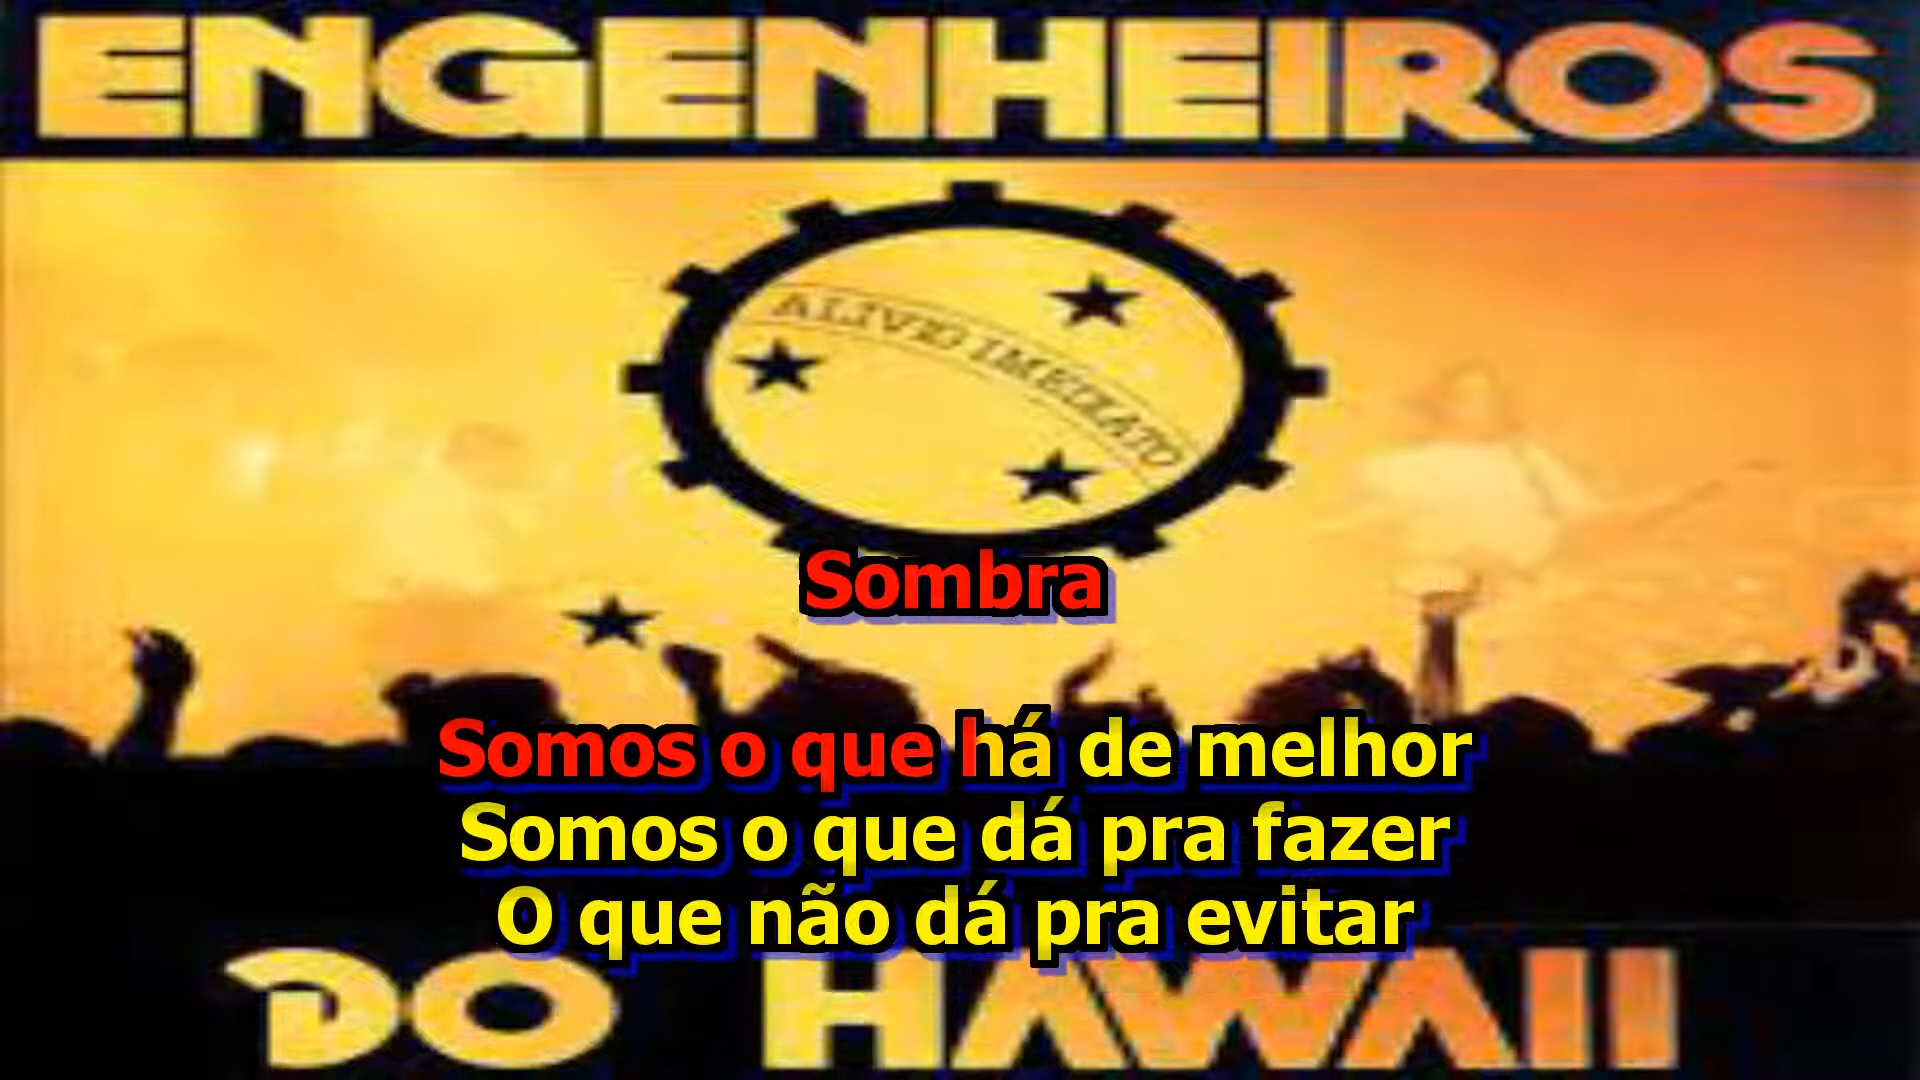 ENGENHEIROS
ALÍVIO IMEDIATO
Sombra
Somos o que há de melhor
Somos o que dá pra fazer
O que não dá pra evitar
DO HAWAII